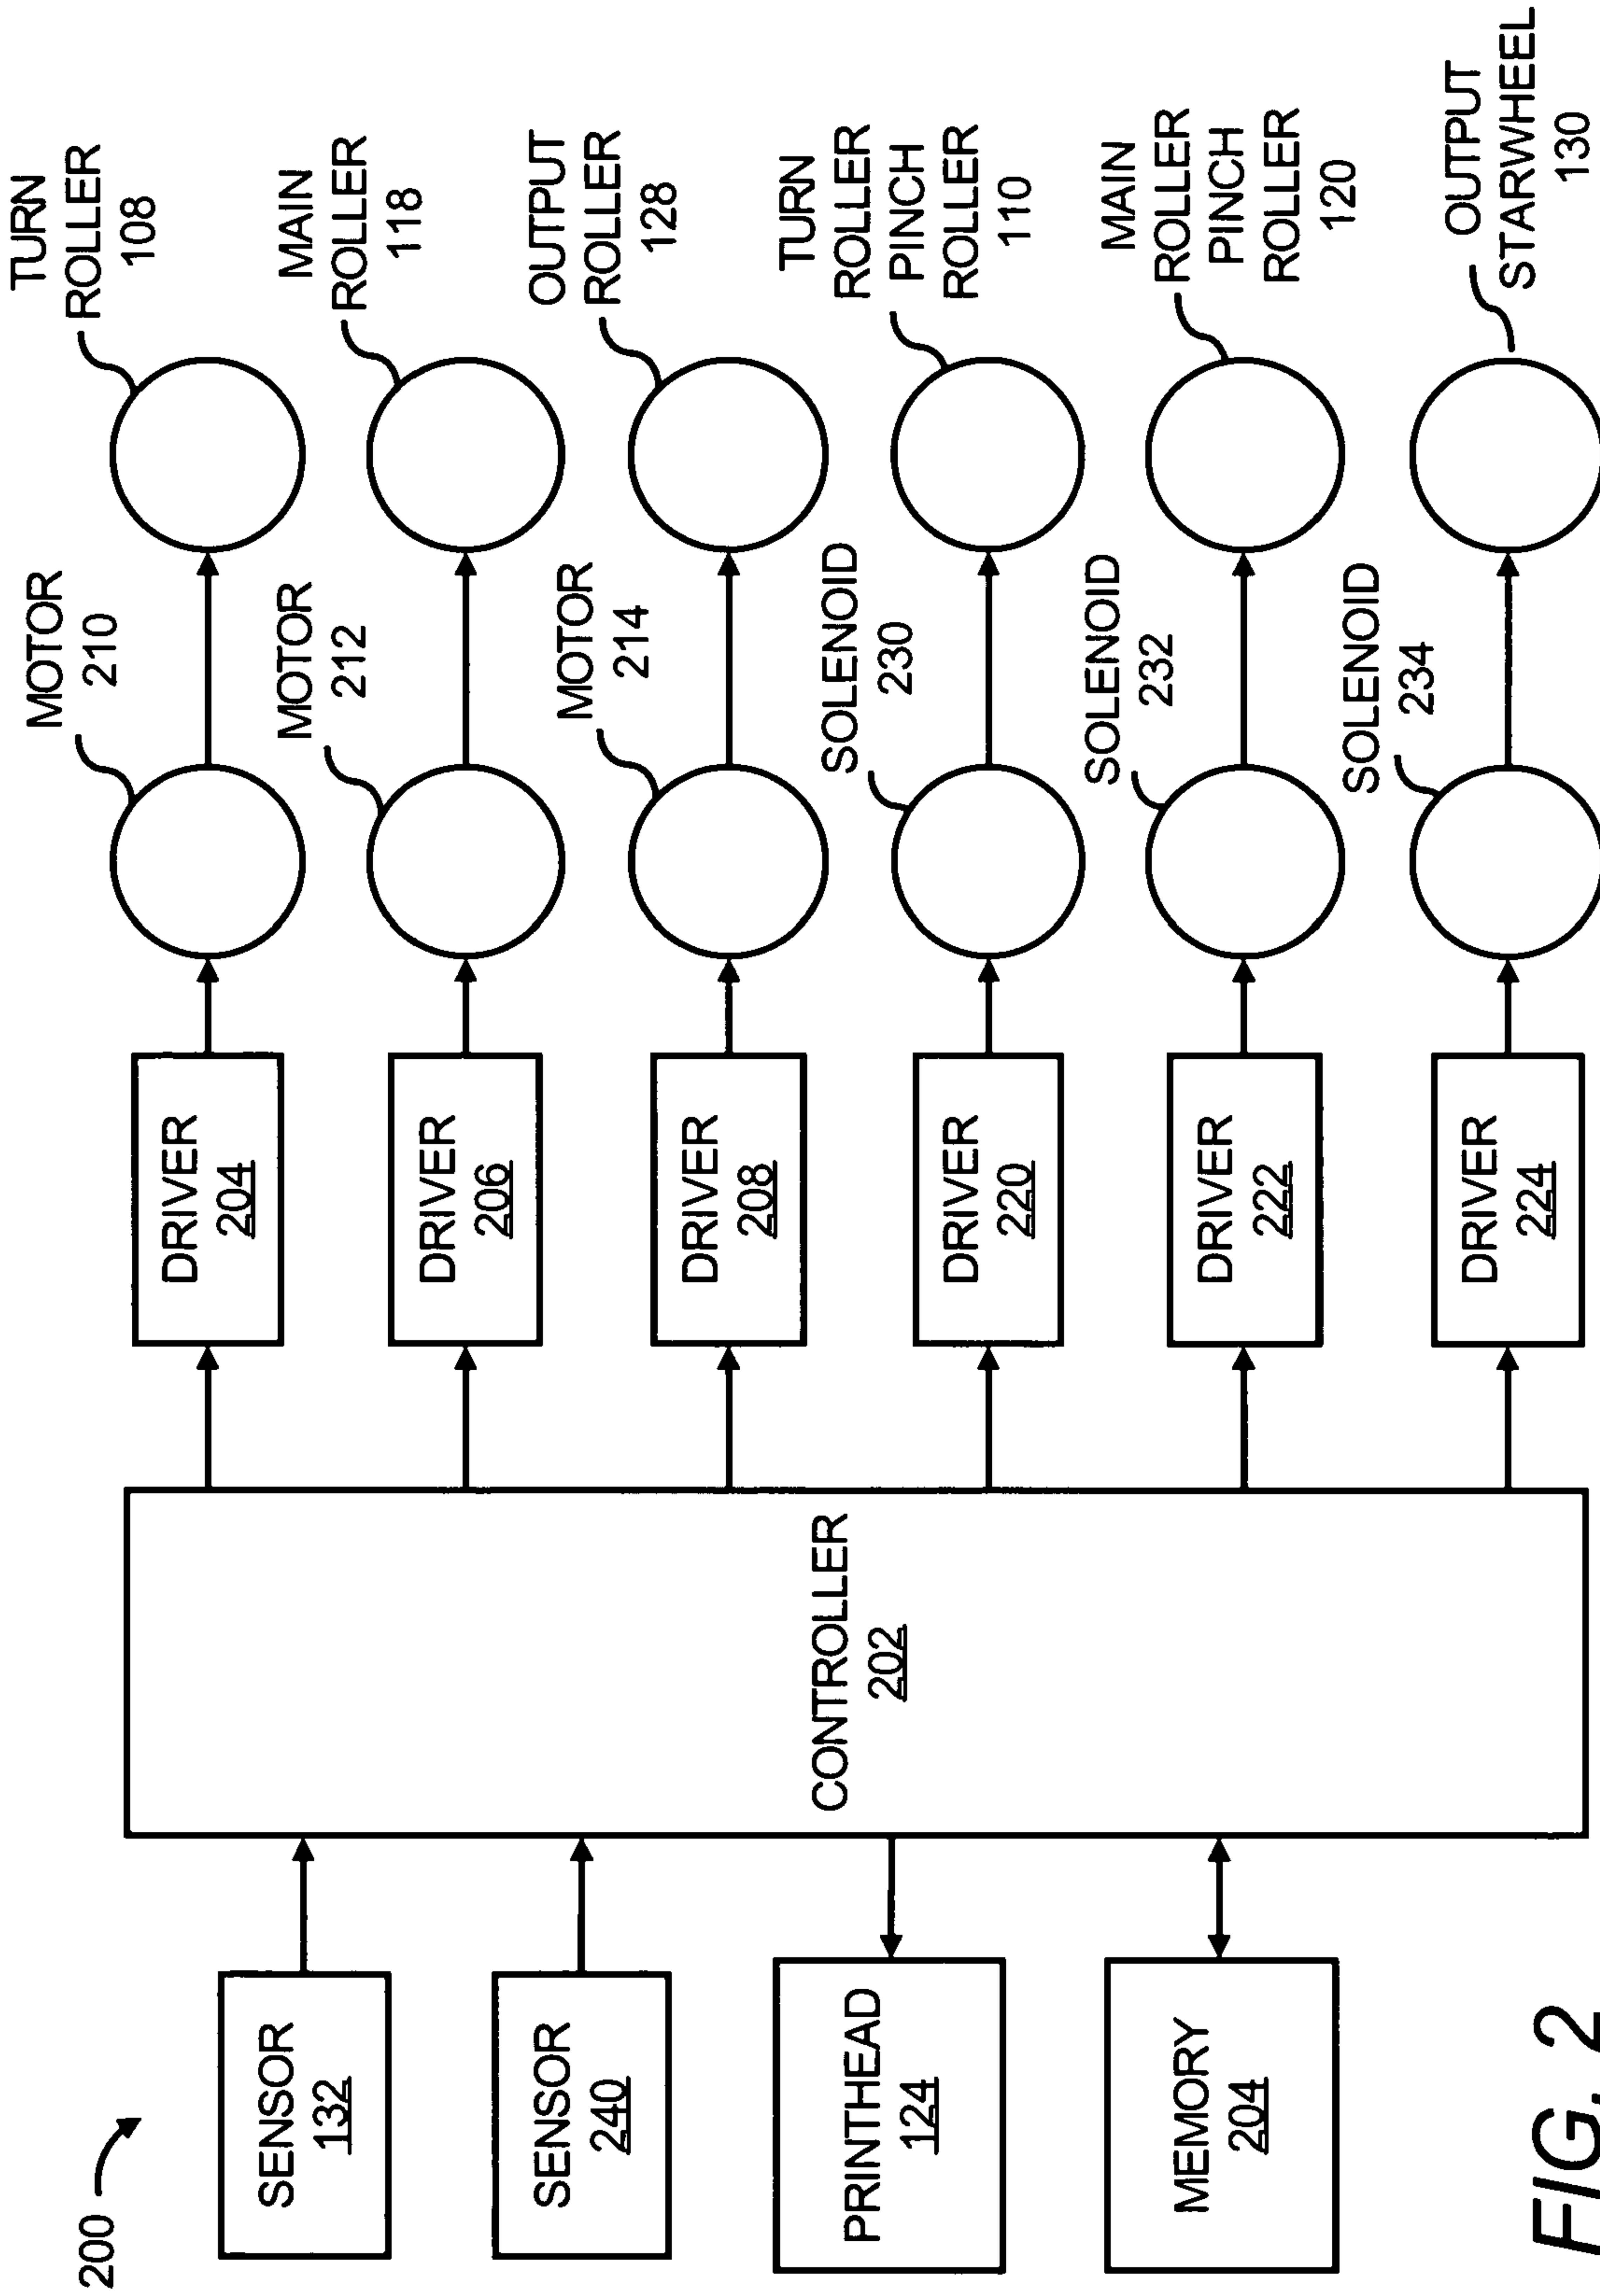 200
SENSOR
132
SENSOR
240
PRINTHEAD
124
MEMORY
204
CONTROLLER
202
DRIVER
204
DRIVER
206
DRIVER
208
DRIVER
220
DRIVER
222
DRIVER
224
MOTOR
210
MOTOR
212
MOTOR
214
SOLENOID
230
SOLENOID
232
SOLENOID
234
TURN
ROLLER
108
MAIN
ROLLER
118
OUTPUT
ROLLER
128
TURN
ROLLER
PINCH
ROLLER
110
MAIN
ROLLER
PINCH
ROLLER
120
OUTPUT
STARWHEEL
130
FIG. 2